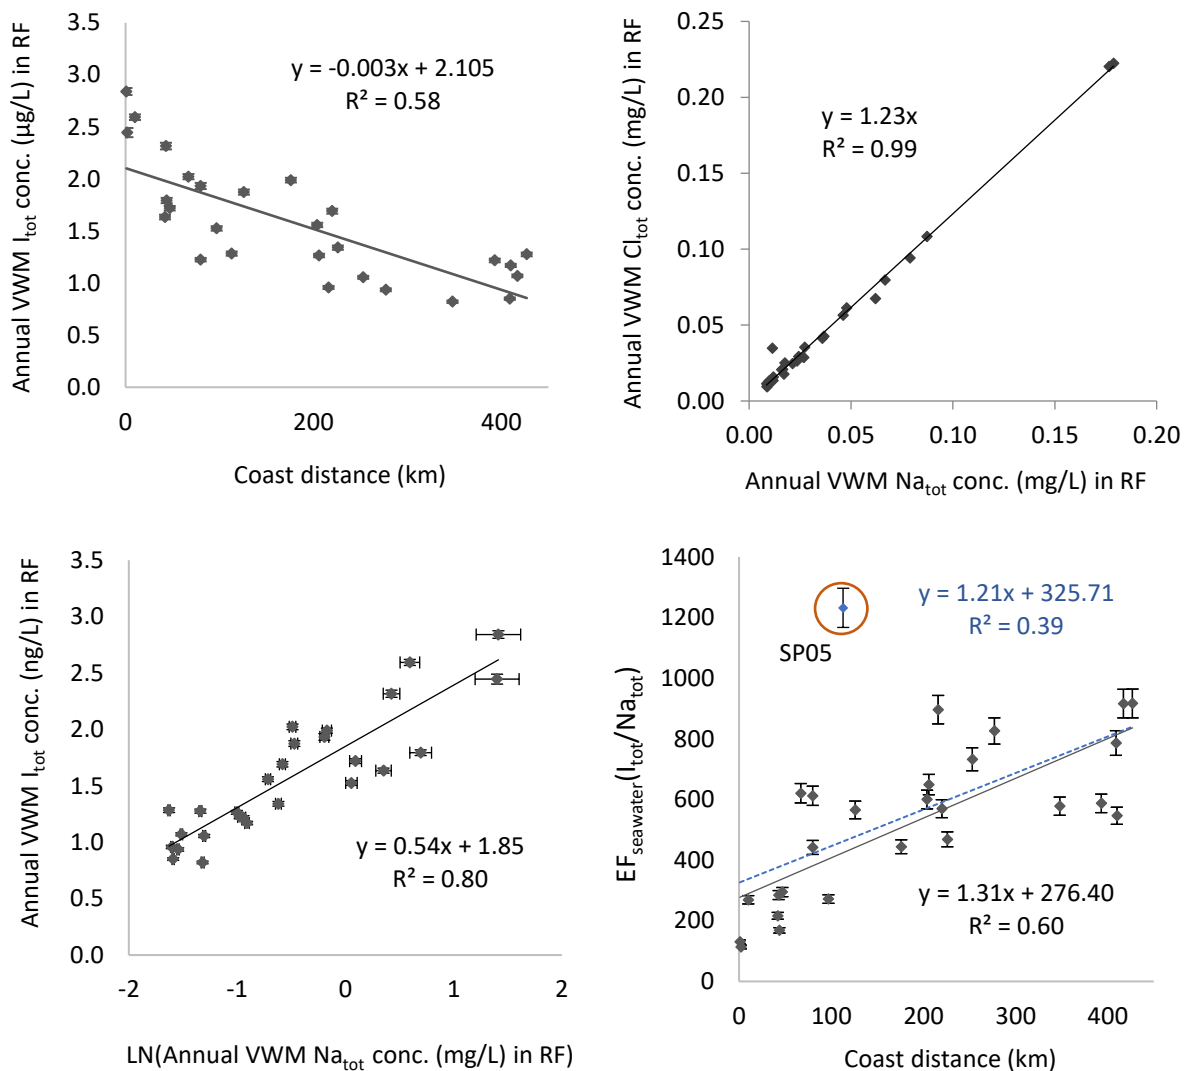 Annual VWM Itot conc. (µg/L) in RF
3.5
3.0
2.5
2.0
1.5
1.0
0.5
0.0
y = -0.003x + 2.105
R² = 0.58
0
200
400
Coast distance (km)
Annual VWM Cltot conc. (mg/L) in RF
0.25
0.20
0.15
0.10
0.05
0.00
y = 1.23x
R² = 0.99
0.00
0.05
0.10
0.15
0.20
Annual VWM Natot conc. (mg/L) in RF
Annual VWM Itot conc. (ng/L) in RF
3.5
3.0
2.5
2.0
1.5
1.0
0.5
0.0
y = 0.54x + 1.85
R² = 0.80
-2
-1
0
1
2
LN(Annual VWM Natot conc. (mg/L) in RF)
EFseawater(Itot/Natot)
1400
1200
1000
800
600
400
200
0
y = 1.21x + 325.71
R² = 0.39
SP05
y = 1.31x + 276.40
R² = 0.60
0
100
200
300
400
Coast distance (km)